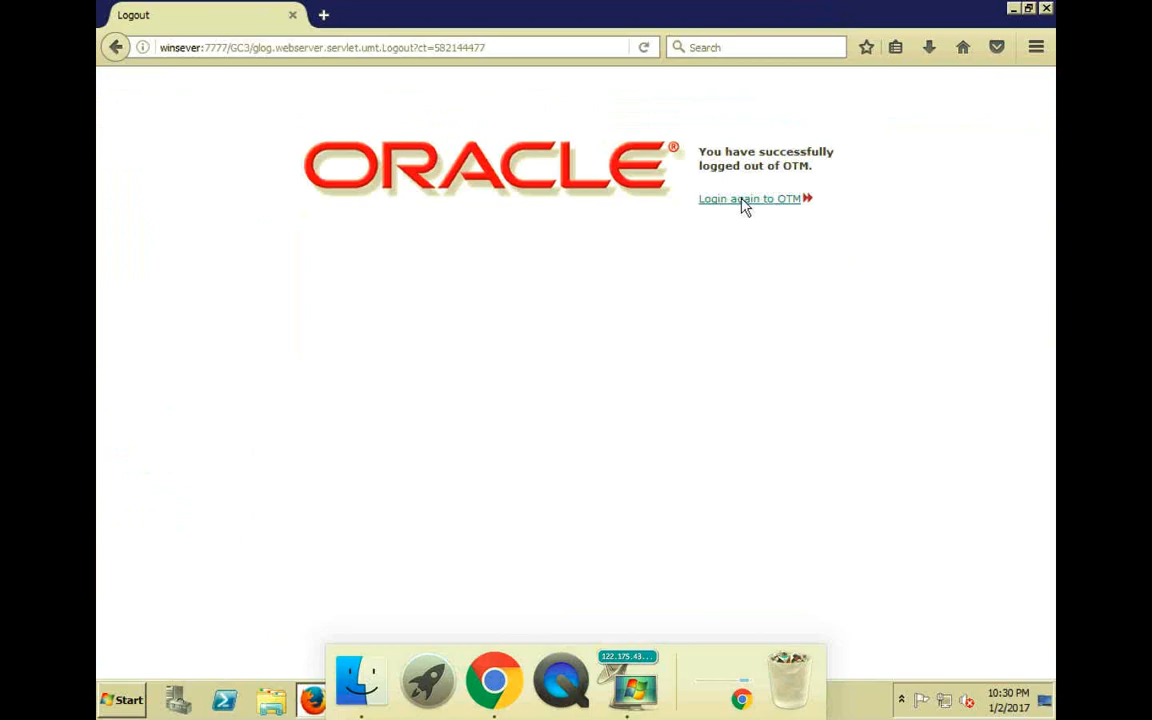 Logout
winsever:7777/GC3/glog.webserver.servlet.umt.Logout?ct=582144477
Search
ORACLE®
You have successfully
logged out of OTM.
Login again to OTM
122.175.43...
Start
10:30 PM
1/2/2017